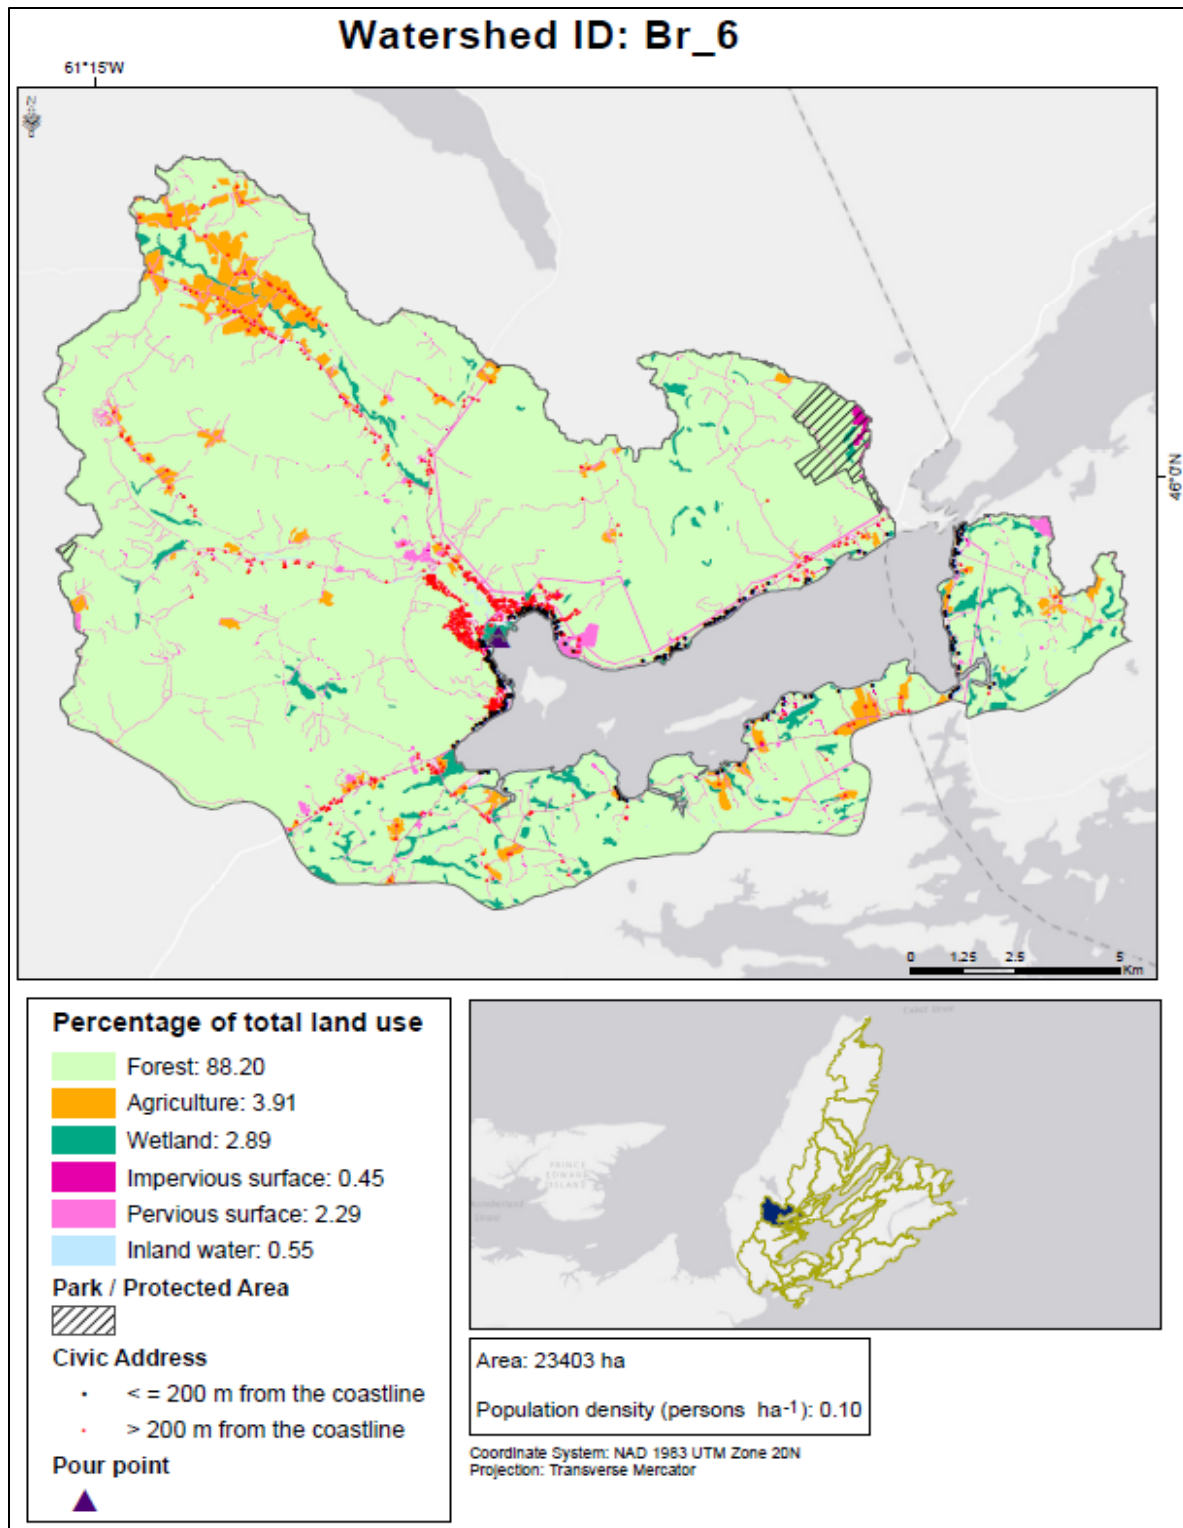 Watershed ID: Br_6
61°15'W
N
46°0'N
0 1.25 2.5 5
Km
Percentage of total land use
Forest: 88.20
Agriculture: 3.91
Wetland: 2.89
Impervious surface: 0.45
Pervious surface: 2.29
Inland water: 0.55
Park / Protected Area
Civic Address
< = 200 m from the coastline
> 200 m from the coastline
Pour point
PRINCE
EDWARD
ISLAND
Area: 23403 ha
Population density (persons ha-1): 0.10
Coordinate System: NAD 1983 UTM Zone 20N
Projection: Transverse Mercator